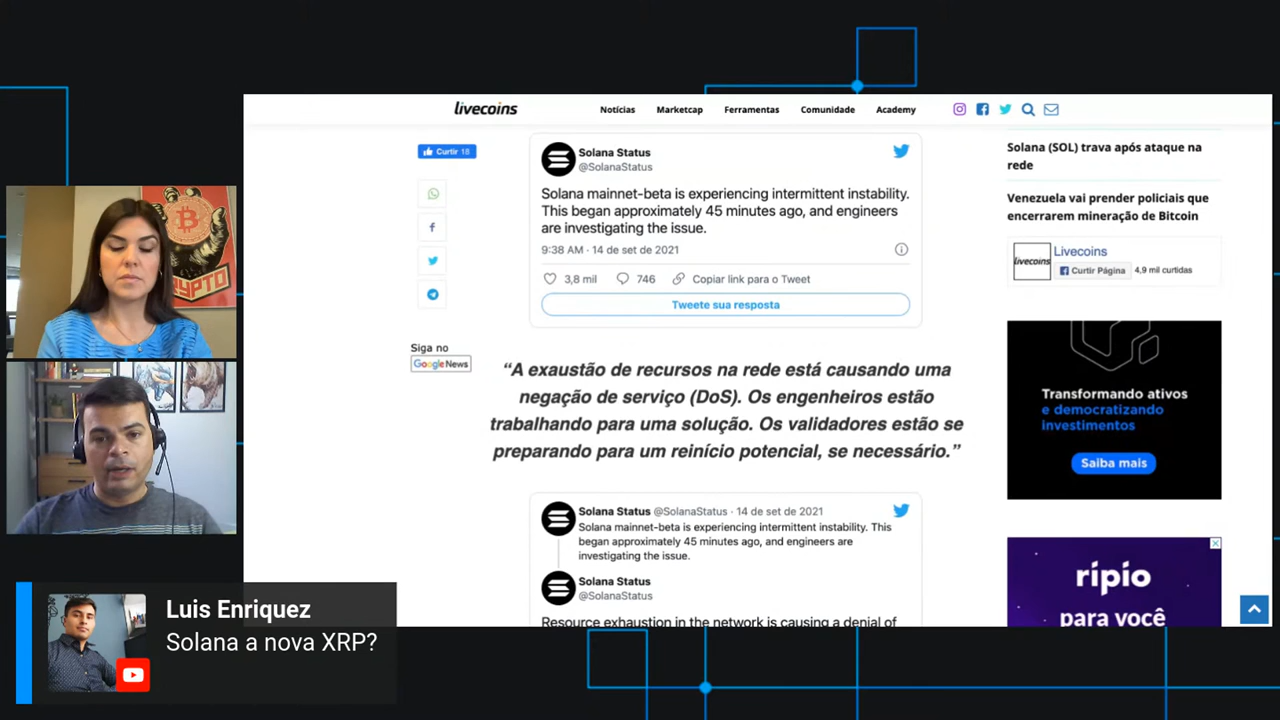 livecoins
Notícias Marketcap Ferramentas Comunidade Academy
Curtir 18
Siga no
Google News
Solana Status
@SolanaStatus
Solana mainnet-beta is experiencing intermittent instability.
This began approximately 45 minutes ago, and engineers
are investigating the issue.
9:38 AM · 14 de set de 2021
3,8 mil 746 Copiar link para o Tweet
Tweete sua resposta
“A exaustão de recursos na rede está causando uma
negação de serviço (DoS). Os engenheiros estão
trabalhando para uma solução. Os validadores estão se
preparando para um reinício potencial, se necessário.”
Solana Status @SolanaStatus · 14 de set de 2021
Solana mainnet-beta is experiencing intermittent instability. This
began approximately 45 minutes ago, and engineers are
investigating the issue.
Solana Status
@SolanaStatus
Resource exhaustion in the network is causing a denial of
Solana (SOL) trava após ataque na
rede
Venezuela vai prender policiais que
encerrarem mineração de Bitcoin
livecoins
Livecoins
Curtir Página 4,9 mil curtidas
Transformando ativos
e democratizando
investimentos
Saiba mais
rípio
para você
CRYPTO
Luis Enriquez
Solana a nova XRP?